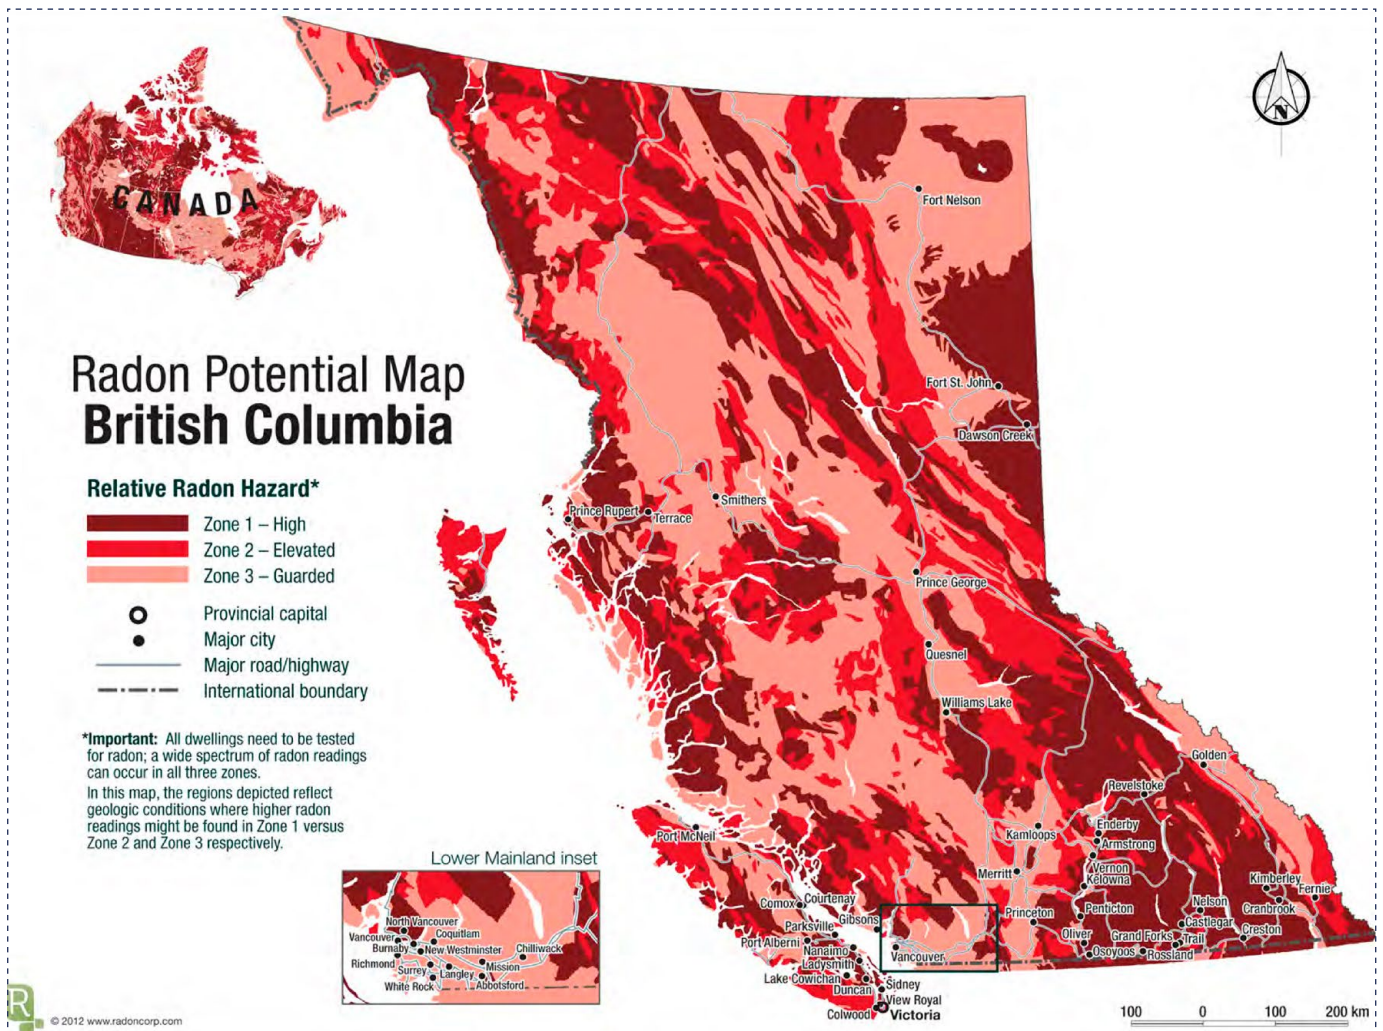 CANADA
N
Radon Potential Map
British Columbia
Relative Radon Hazard*
Zone 1 – High
Zone 2 – Elevated
Zone 3 – Guarded
Provincial capital
Major city
Major road/highway
International boundary
*Important: All dwellings need to be tested
for radon; a wide spectrum of radon readings
can occur in all three zones.
In this map, the regions depicted reflect
geologic conditions where higher radon
readings might be found in Zone 1 versus
Zone 2 and Zone 3 respectively.
Fort Nelson
Fort St. John
Dawson Creek
Smithers
Prince Rupert
Terrace
Prince George
Quesnel
Williams Lake
Golden
Revelstoke
Enderby
Kamloops
Armstrong
Port McNeil
Vernon
Merritt
Kelowna
Kimberley
Fernie
Comox
Courtenay
Nelson
Cranbrook
Gibsons
Princeton
Penticton
Castlegar
Parksville
Creston
Oliver
Grand Forks
Trail
Port Alberni
Nanaimo
Osoyoos
Rossland
Vancouver
Ladysmith
Lake Cowichan
Duncan
Sidney
View Royal
Colwood
Victoria
Lower Mainland inset
North Vancouver
Vancouver
Coquitlam
Burnaby
New Westminster
Chilliwack
Richmond
Surrey
Langley
Mission
White Rock
Abbotsford
100 0 100 200 km
R
© 2012 www.radoncorp.com